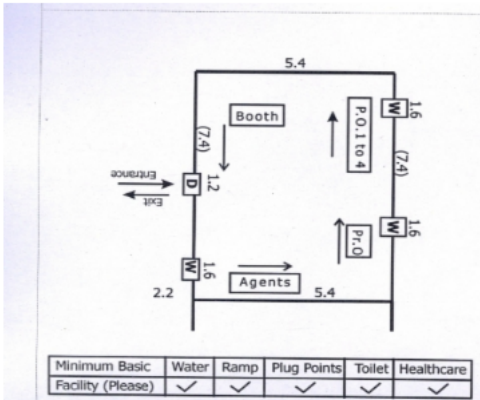 5.4
Booth
P.O.1 to 4
W
1.6
(7.4)
(7.4)
Entrance
Exit
D
1.2
W
1.6
Pr.O
W
1.6
Agents
2.2
5.4
Minimum Basic Water Ramp Plug Points Toilet Healthcare
Facility (Please) ✓ ✓ ✓ ✓ ✓